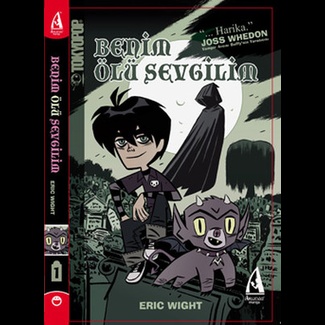 BENİM
ÖLÜ SEVGİLİM
ERIC WIGHT
1
TOKYOPOP
"... Harika."
JOSS WHEDON
BENİM
ÖLÜ SEVGİLİM
ERIC WIGHT